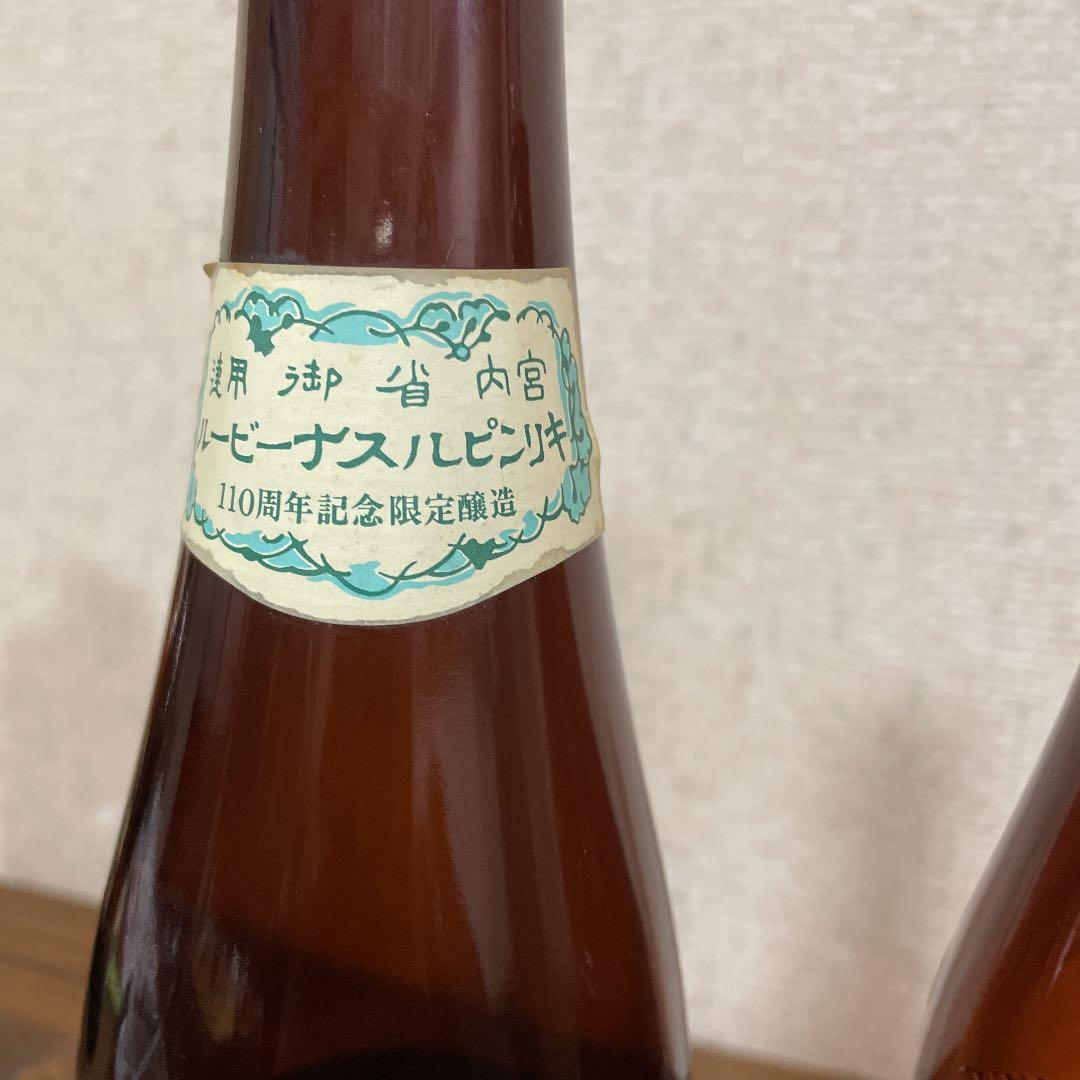 宮内省御用達
キリンピルスナービール
110周年記念限定醸造